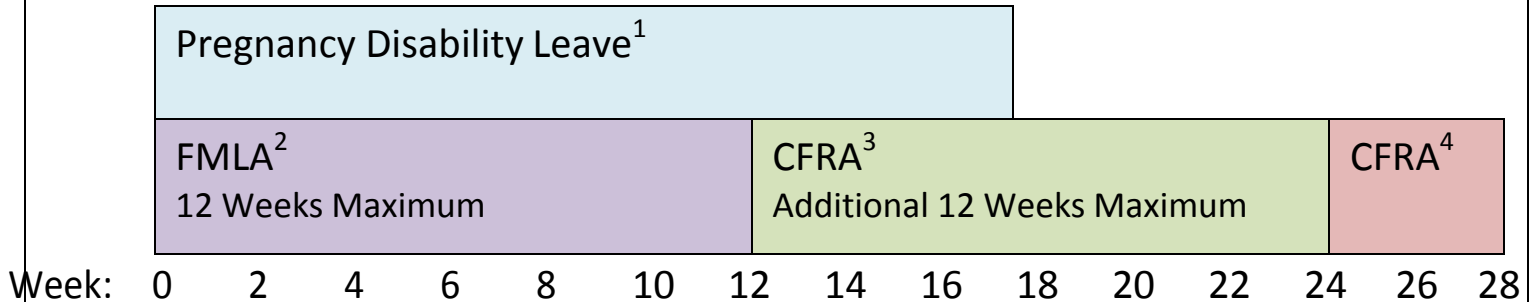 Pregnancy Disability Leave¹
FMLA²
12 Weeks Maximum
CFRA³
Additional 12 Weeks Maximum
CFRA⁴
Week: 0 2 4 6 8 10 12 14 16 18 20 22 24 26 28